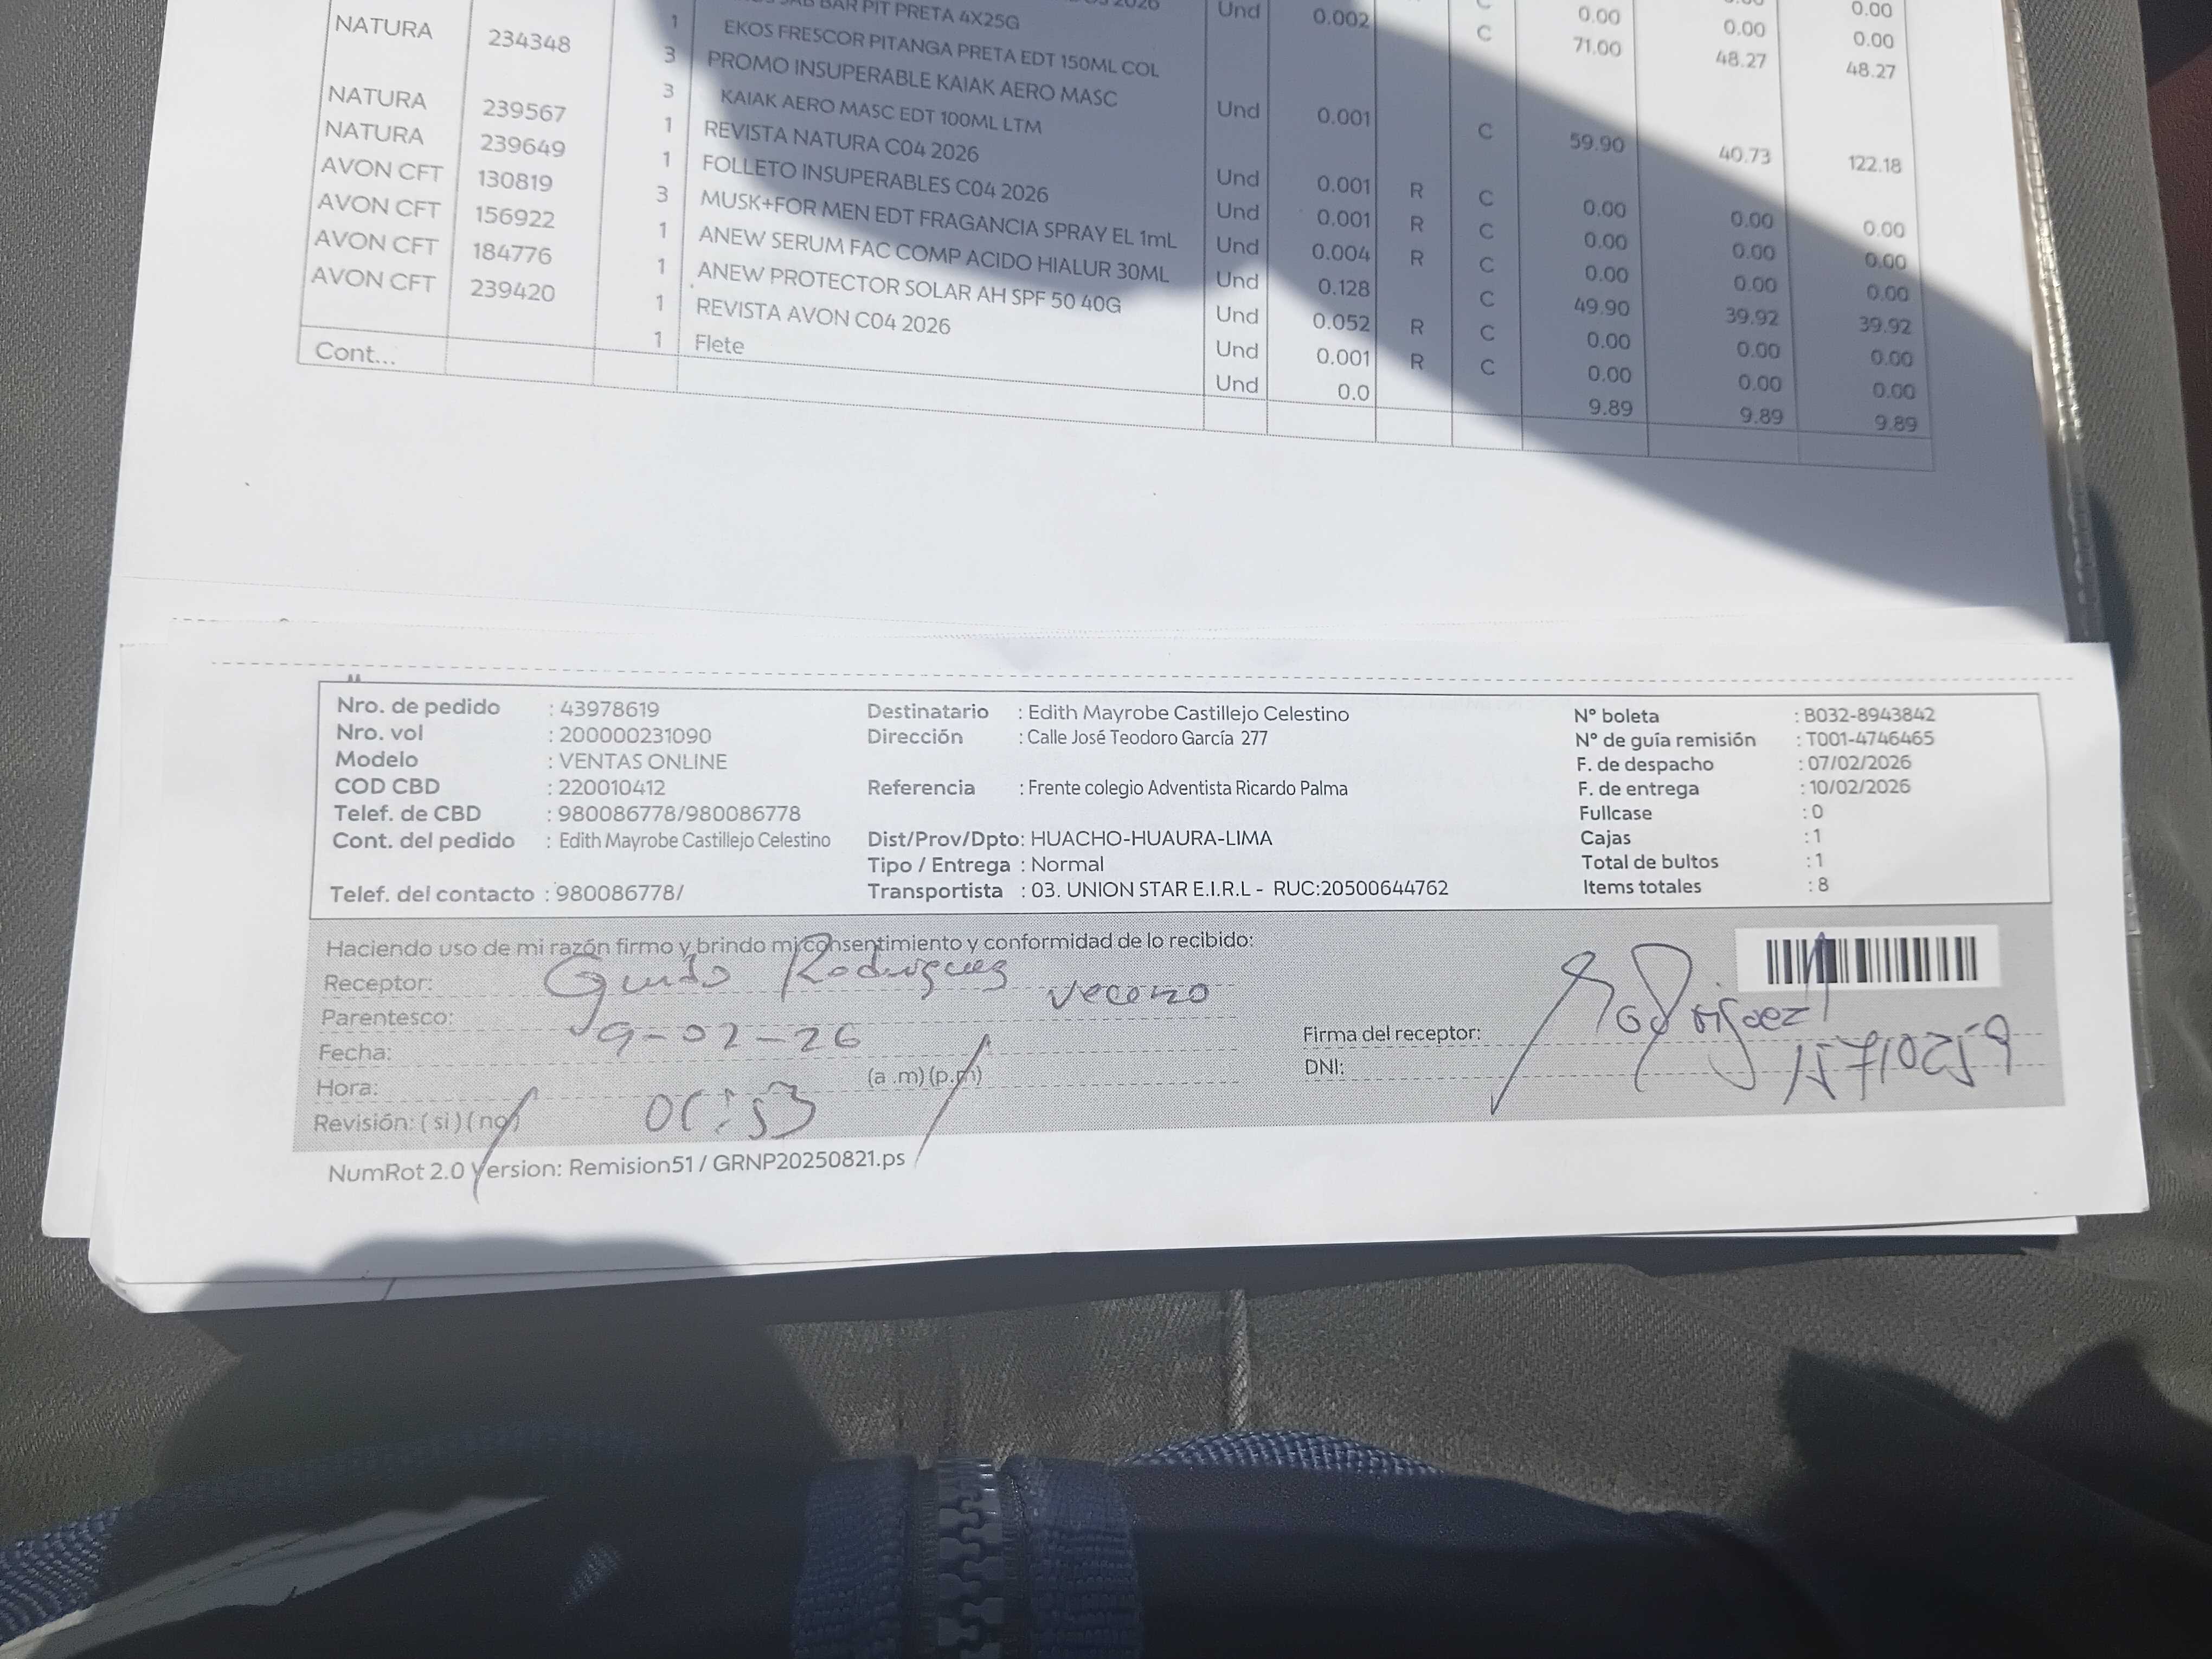 BAR PIT PRETA 4X25G Und 0.002 C 0.00 0.00 0.00
NATURA 234348 1 EKOS FRESCOR PITANGA PRETA EDT 150ML COL C 71.00 48.27 48.27
3 PROMO INSUPERABLE KAIAK AERO MASC
3 KAIAK AERO MASC EDT 100ML LTM Und 0.001 C 59.90 40.73 122.18
NATURA 239567 1 REVISTA NATURA C04 2026 Und 0.001 R C 0.00 0.00 0.00
NATURA 239649 1 FOLLETO INSUPERABLES C04 2026 Und 0.001 R C 0.00 0.00 0.00
AVON CFT 130819 3 MUSK+FOR MEN EDT FRAGANCIA SPRAY EL 1mL Und 0.004 R C 0.00 0.00 0.00
AVON CFT 156922 1 ANEW SERUM FAC COMP ACIDO HIALUR 30ML Und 0.128 C 49.90 39.92 39.92
AVON CFT 184776 1 ANEW PROTECTOR SOLAR AH SPF 50 40G Und 0.052 R C 0.00 0.00 0.00
AVON CFT 239420 1 REVISTA AVON C04 2026 Und 0.001 R C 0.00 0.00 0.00
1 Flete Und 0.0 9.89 9.89 9.89
Cont...
Nro. de pedido : 43978619 Destinatario : Edith Mayrobe Castillejo Celestino N° boleta : B032-8943842
Nro. vol : 200000231090 Dirección : Calle José Teodoro García 277 N° de guía remisión : T001-4746465
Modelo : VENTAS ONLINE F. de despacho : 07/02/2026
COD CBD : 220010412 Referencia : Frente colegio Adventista Ricardo Palma F. de entrega : 10/02/2026
Telef. de CBD : 980086778/980086778 Fullcase : 0
Cont. del pedido : Edith Mayrobe Castillejo Celestino Dist/Prov/Dpto: HUACHO-HUAURA-LIMA Cajas : 1
Tipo / Entrega : Normal Total de bultos : 1
Telef. del contacto : 980086778/ Transportista : 03. UNION STAR E.I.R.L - RUC:20500644762 Items totales : 8
Haciendo uso de mi razón firmo y brindo mi consentimiento y conformidad de lo recibido:
Receptor: Guido Rodriguez
Parentesco: vecino
Fecha: 9-02-26 Firma del receptor: Rodriguez
Hora: (a .m) (p.m) DNI: 15710259
Revisión: ( si ) ( no) 01:53
NumRot 2.0 Version: Remision51 / GRNP20250821.ps